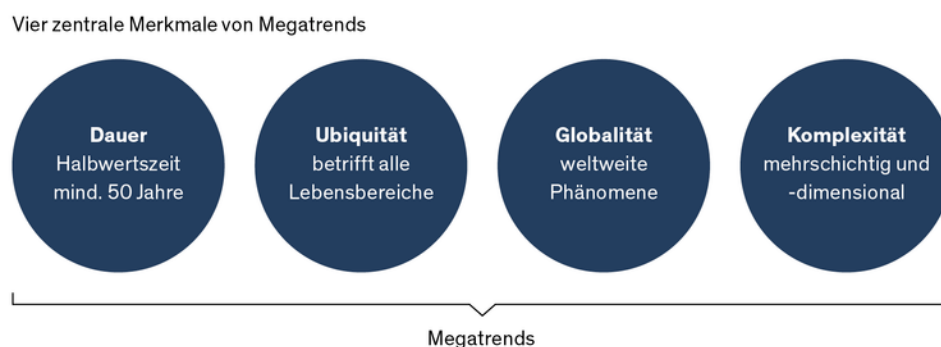 Vier zentrale Merkmale von Megatrends
Dauer
Halbwertszeit
mind. 50 Jahre
Ubiquität
betrifft alle
Lebensbereiche
Globalität
weltweite
Phänomene
Komplexität
mehrschichtig und
-dimensional
Megatrends